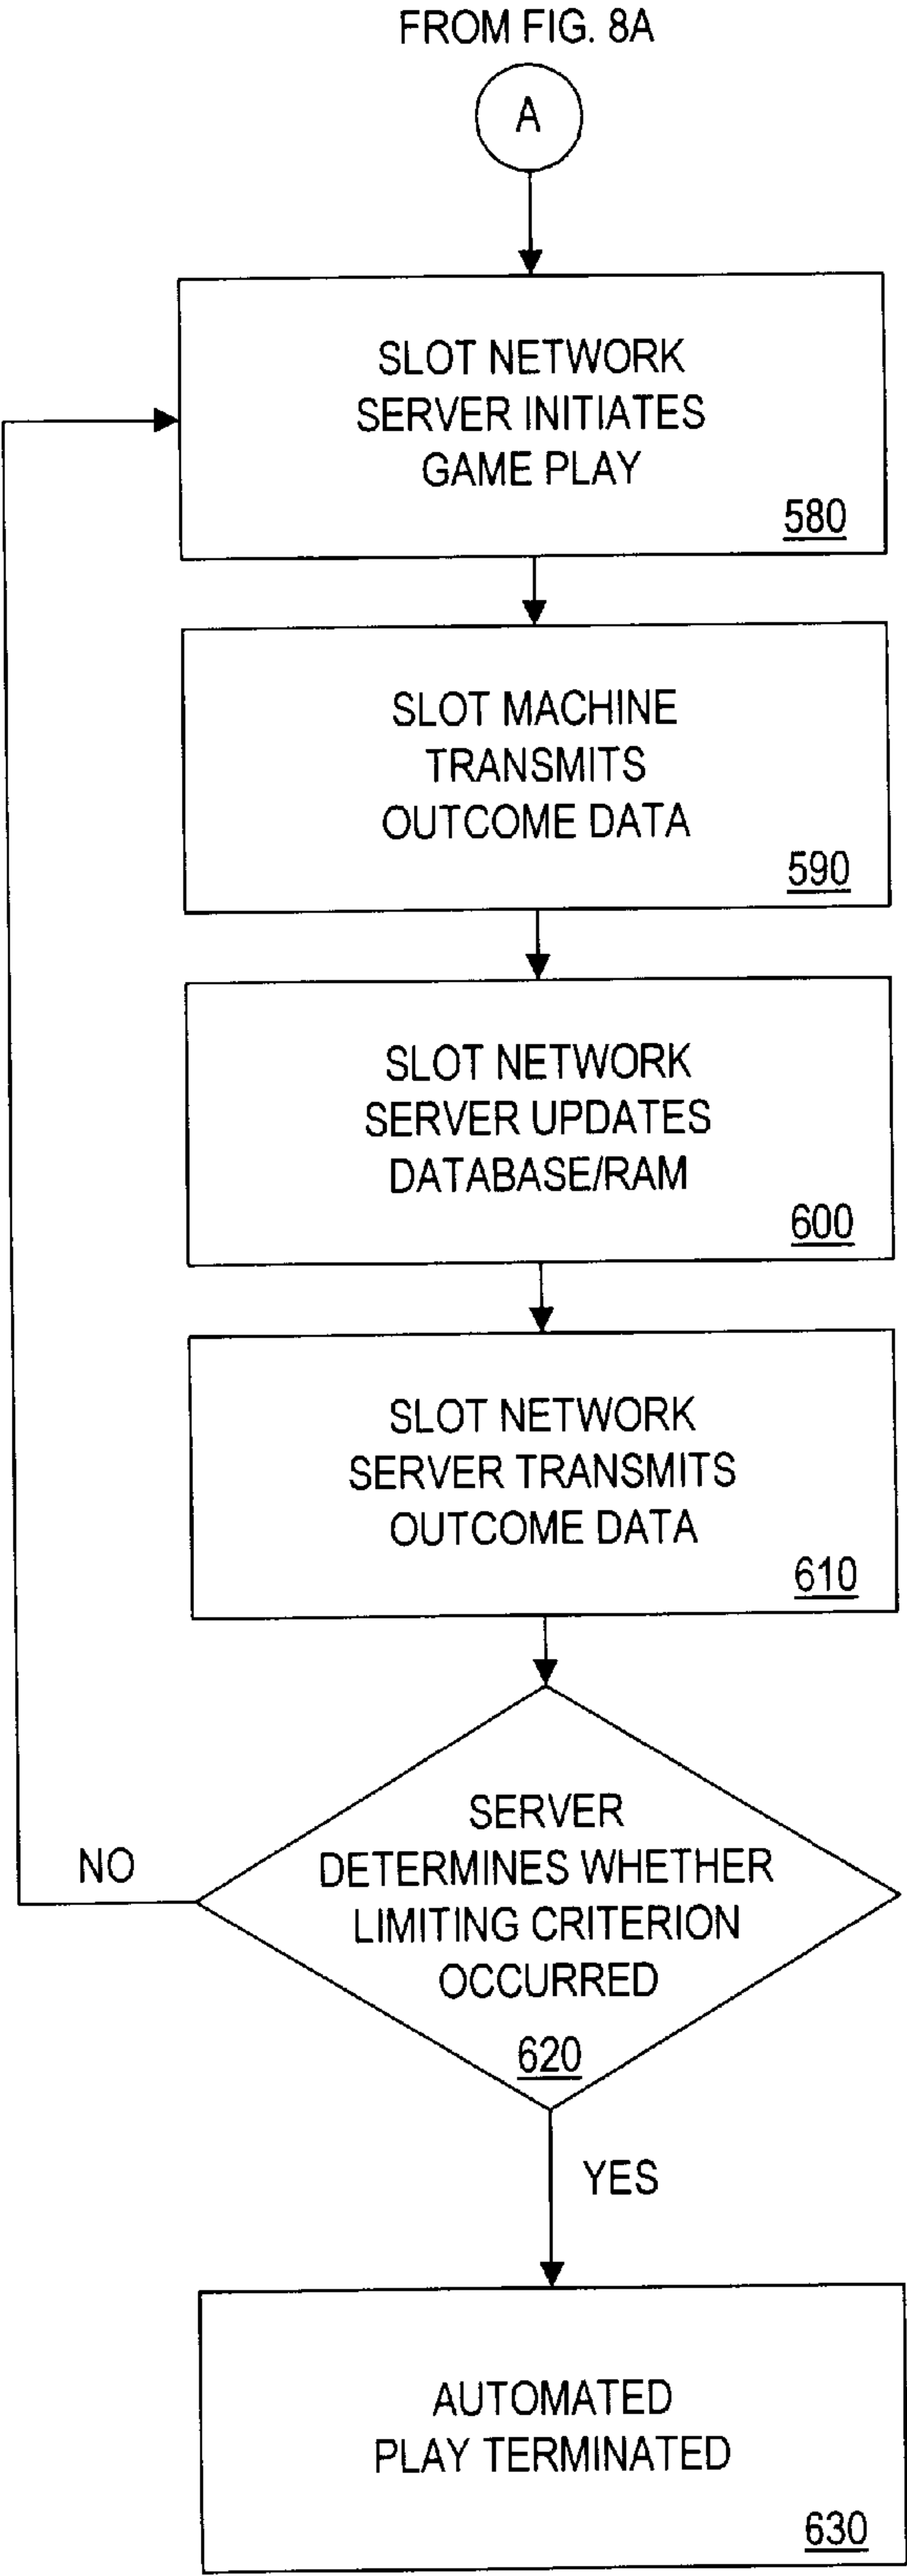 FROM FIG. 8A
A
SLOT NETWORK
SERVER INITIATES
GAME PLAY
580
SLOT MACHINE
TRANSMITS
OUTCOME DATA
590
SLOT NETWORK
SERVER UPDATES
DATABASE/RAM
600
SLOT NETWORK
SERVER TRANSMITS
OUTCOME DATA
610
SERVER
DETERMINES WHETHER
LIMITING CRITERION
OCCURRED
620
NO
YES
AUTOMATED
PLAY TERMINATED
630